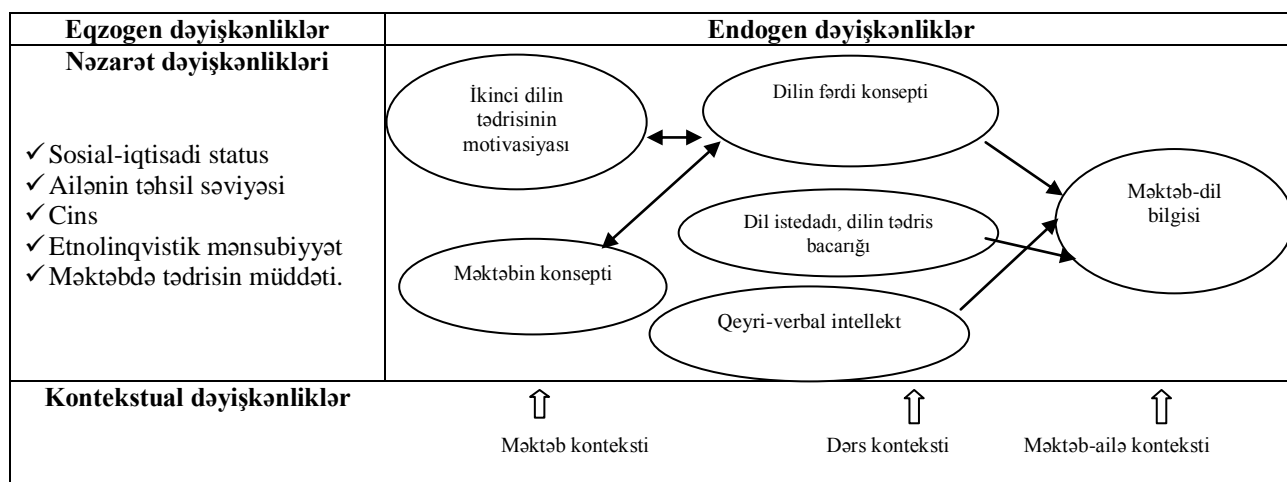 Eqzogen dəyişkənliklər
Endogen dəyişkənliklər
Nəzarət dəyişkənlikləri
✓ Sosial-iqtisadi status
✓ Ailənin təhsil səviyəsi
✓ Cins
✓ Etnolinqvistik mənsubiyyət
✓ Məktəbdə tədrisin müddəti.
İkinci dilin
tədrisinin
motivasiyası
Dilin fərdi konsepti
Dil istedadı, dilin tədris
bacarığı
Məktəbin konsepti
Qeyri-verbal intellekt
Məktəb-dil
bilgisi
Kontekstual dəyişkənliklər
Məktəb konteksti
Dərs konteksti
Məktəb-ailə konteksti